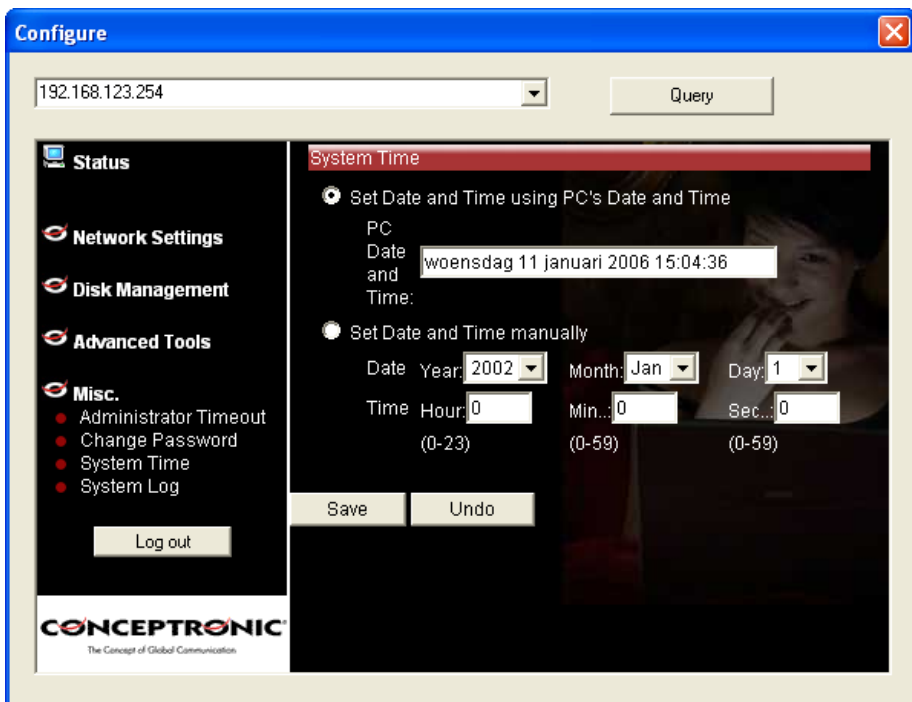 Configure
192.168.123.254
Query
Status
Network Settings
Disk Management
Advanced Tools
Misc.
Administrator Timeout
Change Password
System Time
System Log
Log out
CONCEPTRONIC
The Concept of Global Communication
System Time
Set Date and Time using PC's Date and Time
PC
Date
and
Time:
woensdag 11 januari 2006 15:04:36
Set Date and Time manually
Date Year: 2002 Month: Jan Day: 1
Time Hour: 0 Min..: 0 Sec..: 0
(0-23) (0-59) (0-59)
Save Undo